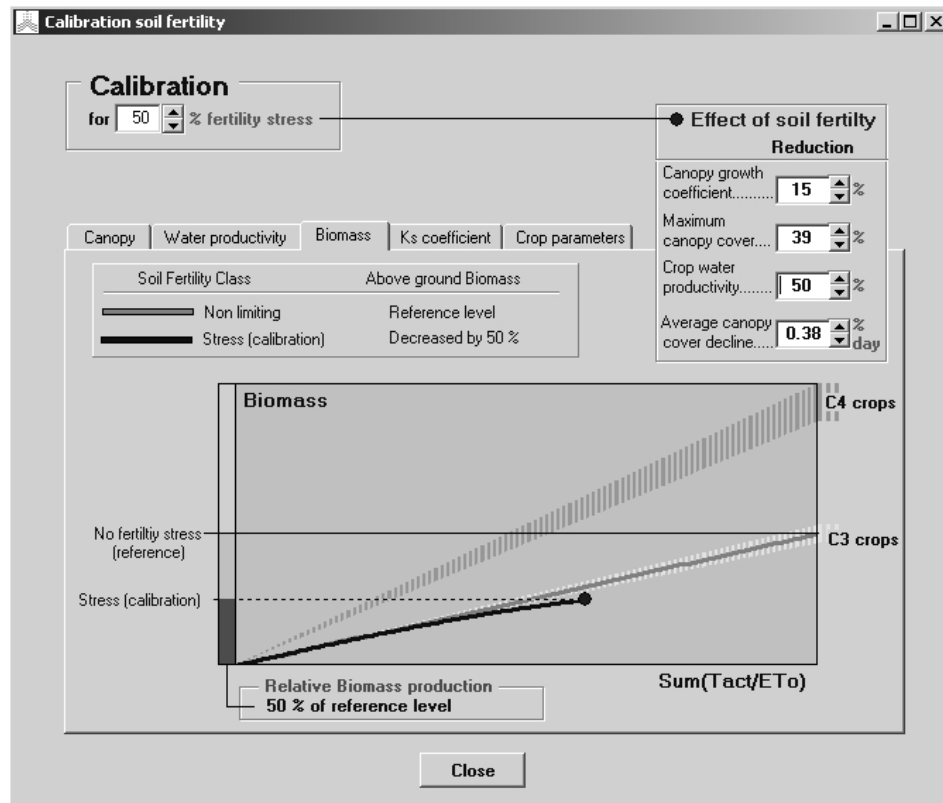 Calibration soil fertility
Calibration
for 50 % fertility stress
Effect of soil fertilty
Reduction
Canopy growth
coefficient.......... 15 %
Maximum
canopy cover.... 39 %
Crop water
productivity........ 50 %
Average canopy
cover decline..... 0.38 % day
Canopy Water productivity Biomass Ks coefficient Crop parameters
Soil Fertility Class Above ground Biomass
Non limiting Reference level
Stress (calibration) Decreased by 50 %
Biomass
C4 crops
No fertiltiy stress
(reference)
C3 crops
Stress (calibration)
Sum(Tact/ETo)
Relative Biomass production
50 % of reference level
Close